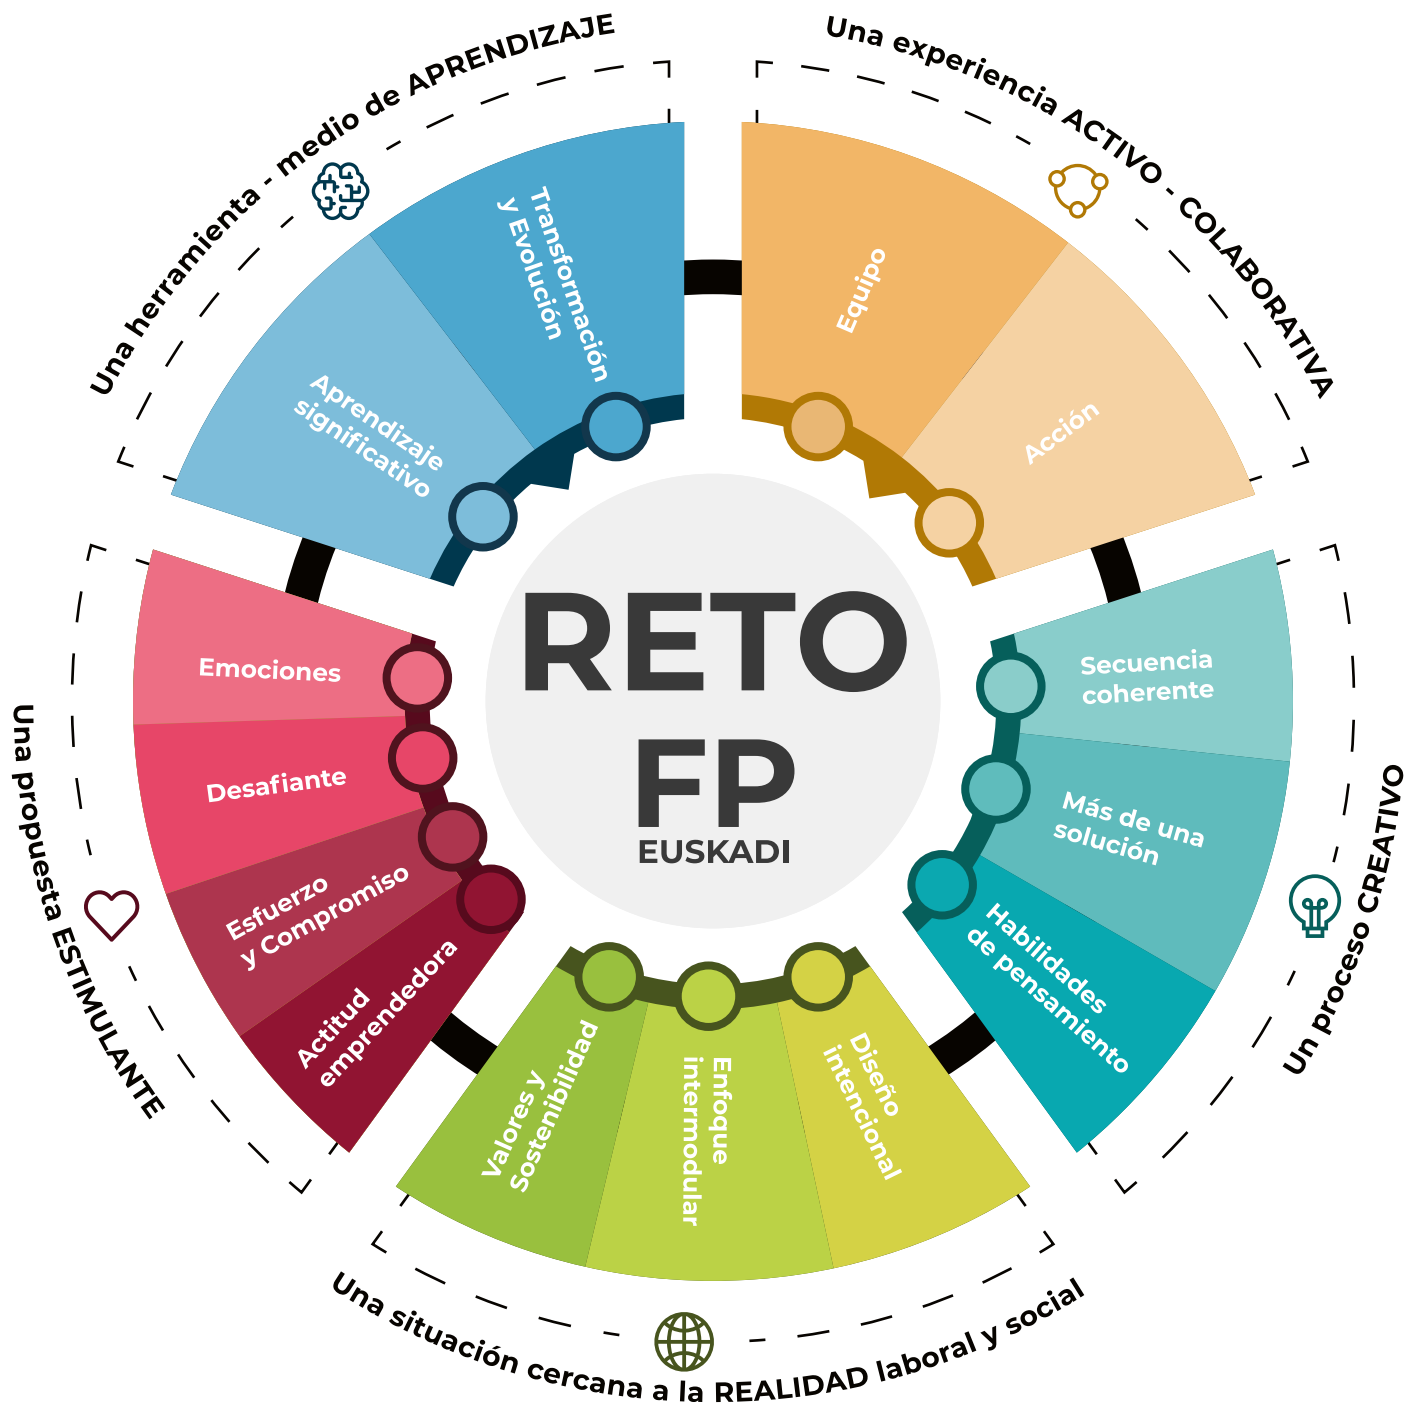 RETO
FP
EUSKADI
Una experiencia ACTIVO - COLABORATIVA
Equipo
Acción
Un proceso CREATIVO
Secuencia
coherente
Más de una
solución
Habilidades
de pensamiento
Una situación cercana a la REALIDAD laboral y social
Diseño
intencional
Enfoque
intermodular
Valores y
Sostenibilidad
Una propuesta ESTIMULANTE
Actitud
emprendedora
Esfuerzo
y Compromiso
Desafiante
Emociones
Una herramienta - medio de APRENDIZAJE
Aprendizaje
significativo
Transformación
y Evolución